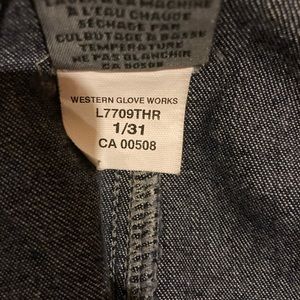 MACHINE
À L'EAU CHAUDE
SÉCHAGE PAR
CULBUTAGE À BASSE
TEMPÉRATURE
NE PAS BLANCHIR
CA 00508
WESTERN GLOVE WORKS
L7709THR
1/31
CA 00508